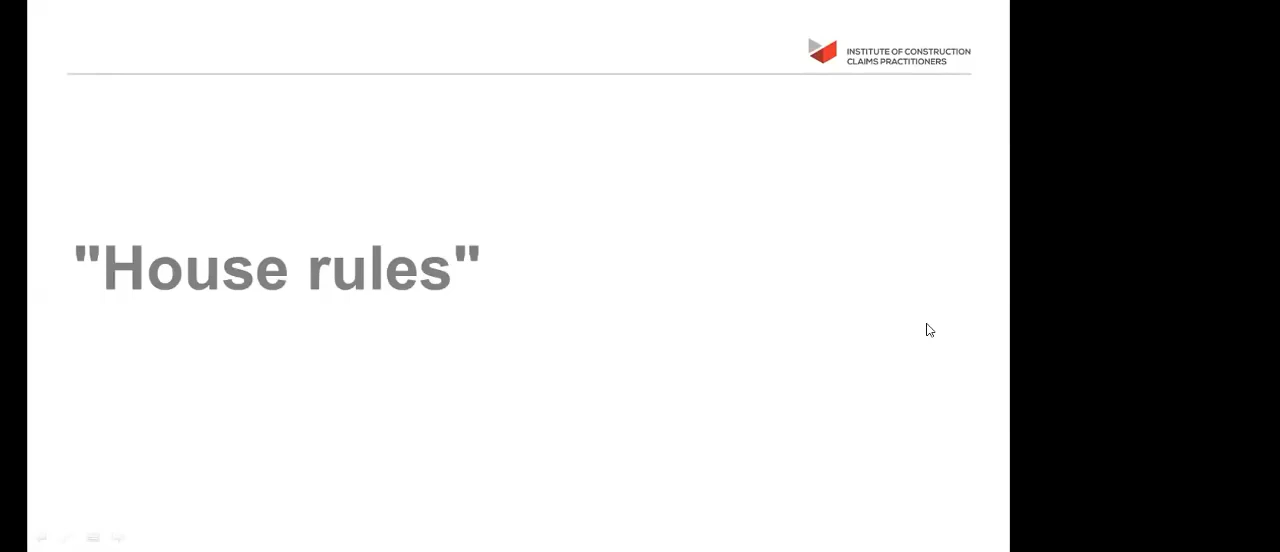 INSTITUTE OF CONSTRUCTION
CLAIMS PRACTITIONERS
"House rules"